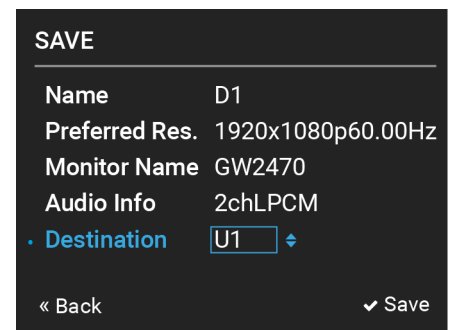 SAVE
Name D1
Preferred Res. 1920x1080p60.00Hz
Monitor Name GW2470
Audio Info 2chLPCM
Destination U1
« Back ✔ Save